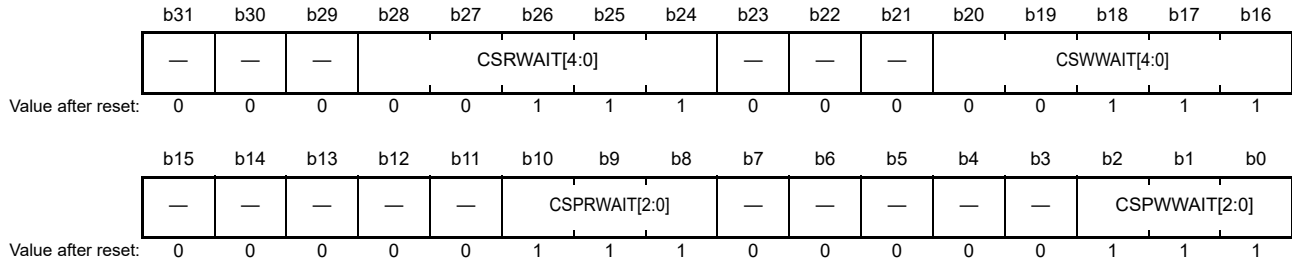 b31 b30 b29 b28 b27 b26 b25 b24 b23 b22 b21 b20 b19 b18 b17 b16
— — — CSRWAIT[4:0] — — — CSWWAIT[4:0]
Value after reset: 0 0 0 0 0 1 1 1 0 0 0 0 0 1 1 1
b15 b14 b13 b12 b11 b10 b9 b8 b7 b6 b5 b4 b3 b2 b1 b0
— — — — — CSPRWAIT[2:0] — — — — — CSPWWAIT[2:0]
Value after reset: 0 0 0 0 0 1 1 1 0 0 0 0 0 1 1 1